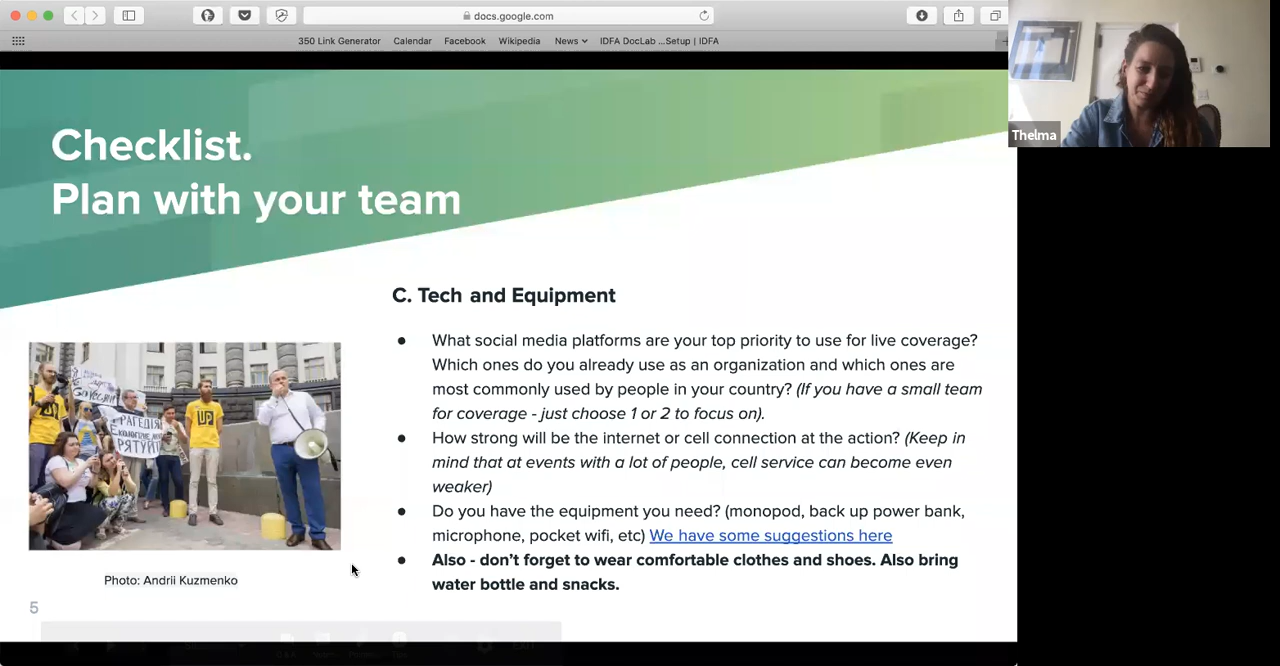 docs.google.com
350 Link Generator Calendar Facebook Wikipedia News IDFA DocLab ...Setup | IDFA
Thelma
Checklist.
Plan with your team
C. Tech and Equipment
● What social media platforms are your top priority to use for live coverage?
Which ones do you already use as an organization and which ones are
most commonly used by people in your country? (If you have a small team
for coverage - just choose 1 or 2 to focus on).
● How strong will be the internet or cell connection at the action? (Keep in
mind that at events with a lot of people, cell service can become even
weaker)
● Do you have the equipment you need? (monopod, back up power bank,
microphone, pocket wifi, etc) We have some suggestions here
● Also - don't forget to wear comfortable clothes and shoes. Also bring
water bottle and snacks.
ТРАГЕДІЯ
РЯТУЙ
UP
Photo: Andrii Kuzmenko
5
EXIT